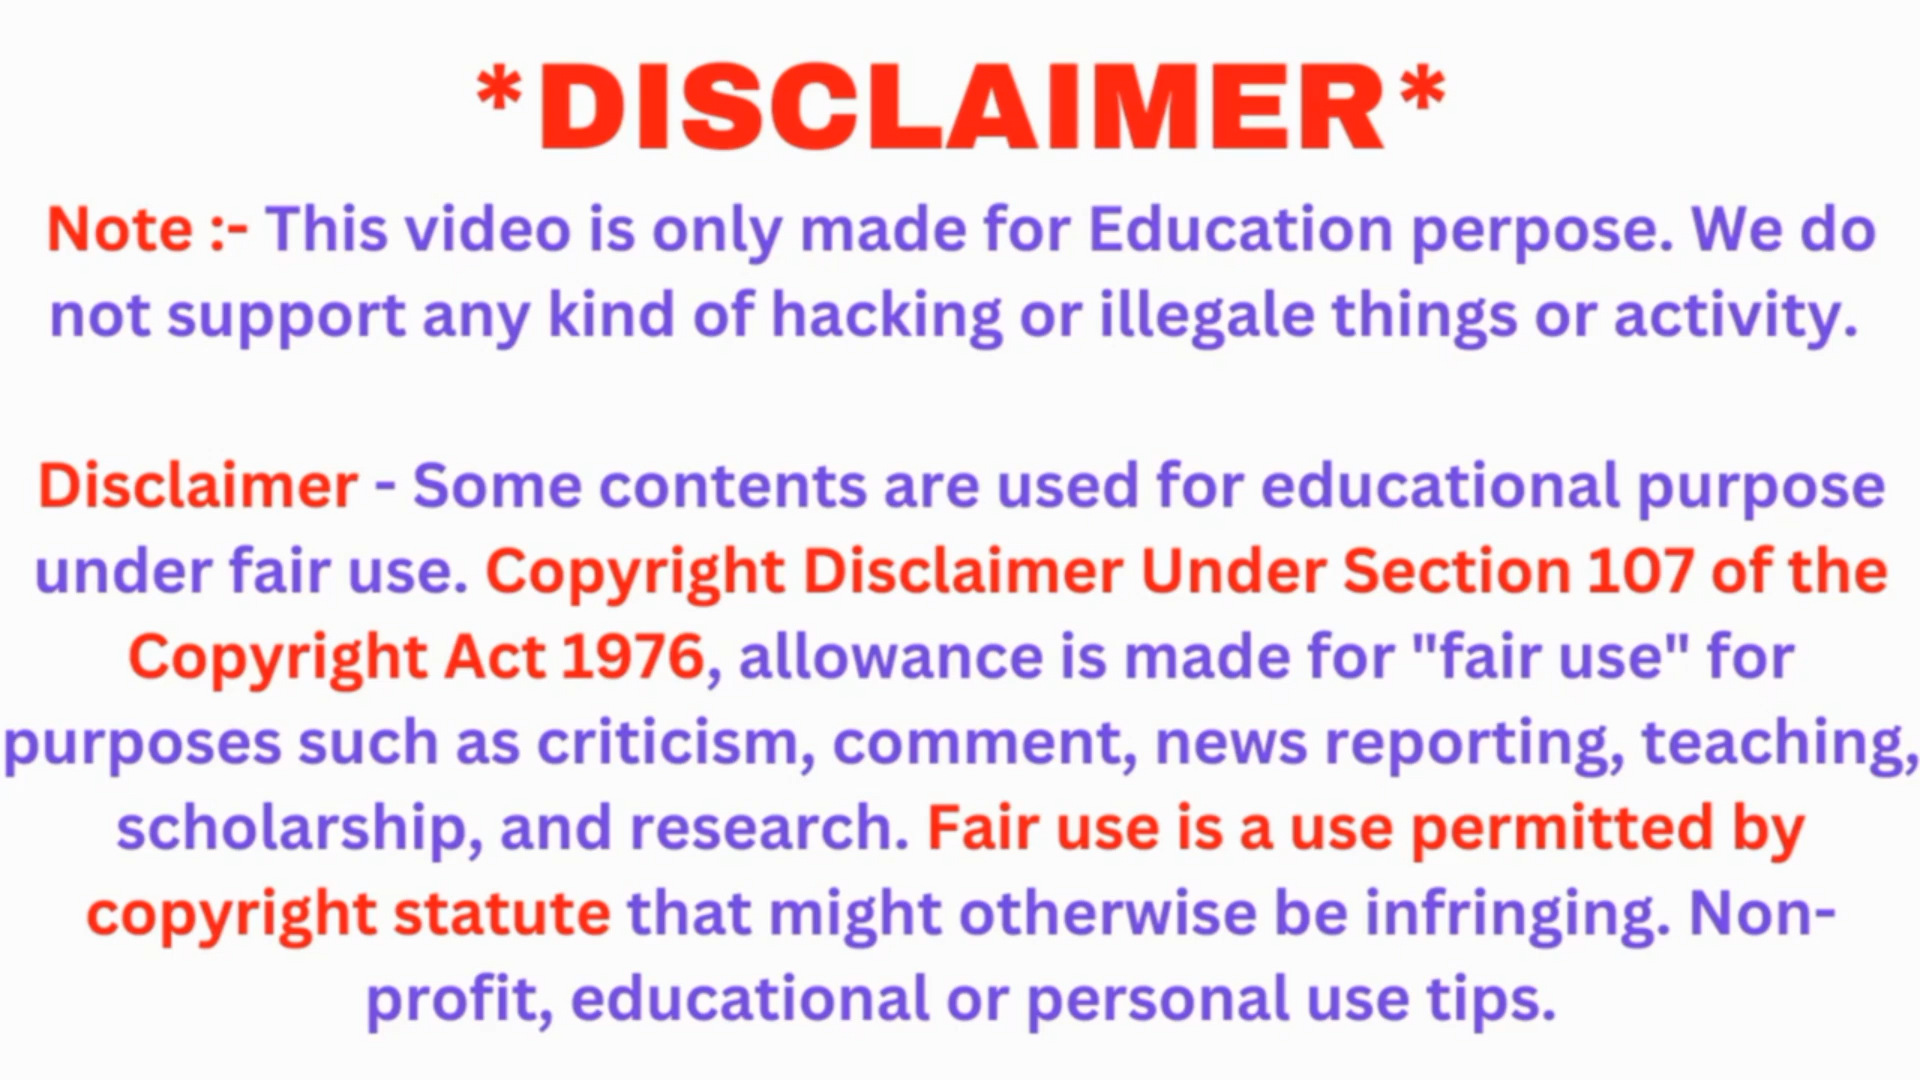 *DISCLAIMER*
Note :- This video is only made for Education perpose. We do
not support any kind of hacking or illegale things or activity.
Disclaimer - Some contents are used for educational purpose
under fair use. Copyright Disclaimer Under Section 107 of the
Copyright Act 1976, allowance is made for "fair use" for
purposes such as criticism, comment, news reporting, teaching,
scholarship, and research. Fair use is a use permitted by
copyright statute that might otherwise be infringing. Non-
profit, educational or personal use tips.